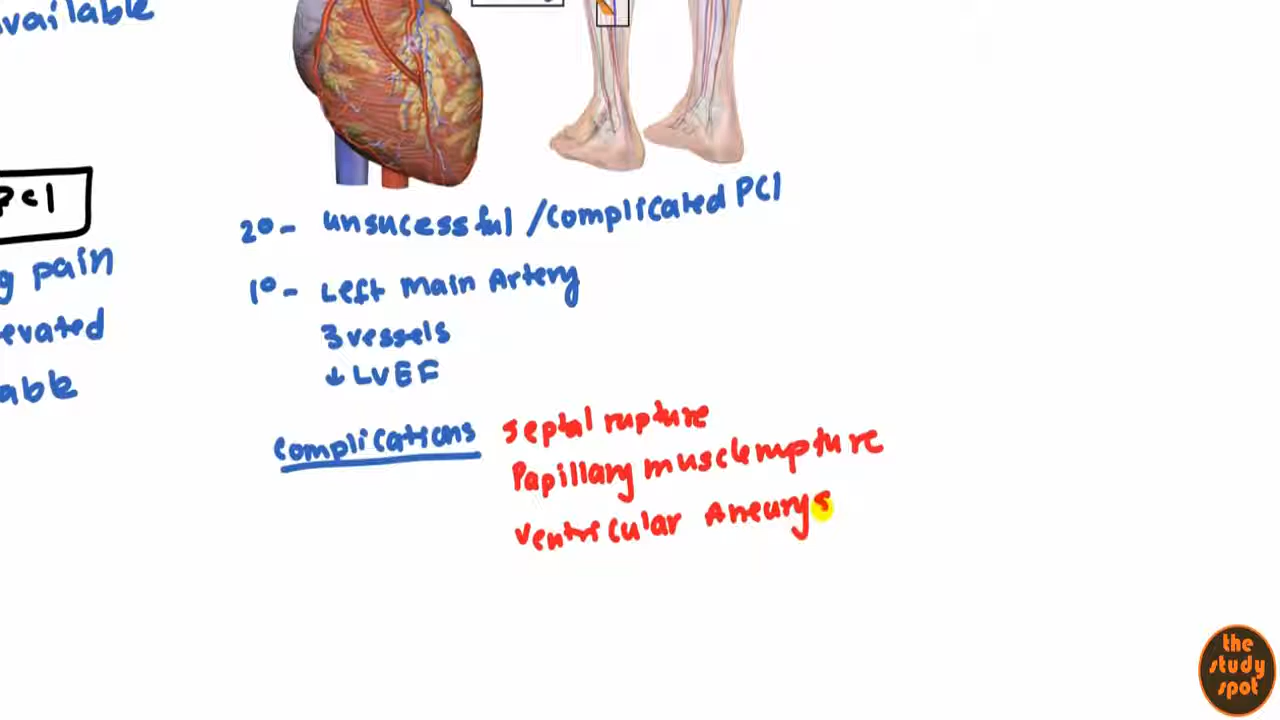 vailable
PCI
g pain
evated
able
2° - unsucessful / complicated PCI
1° - Left Main Artery
3 vessels
↓ LVEF
complications
septal rupture
Papillary muscle rupture
ventricular Aneurys
the
study
spot